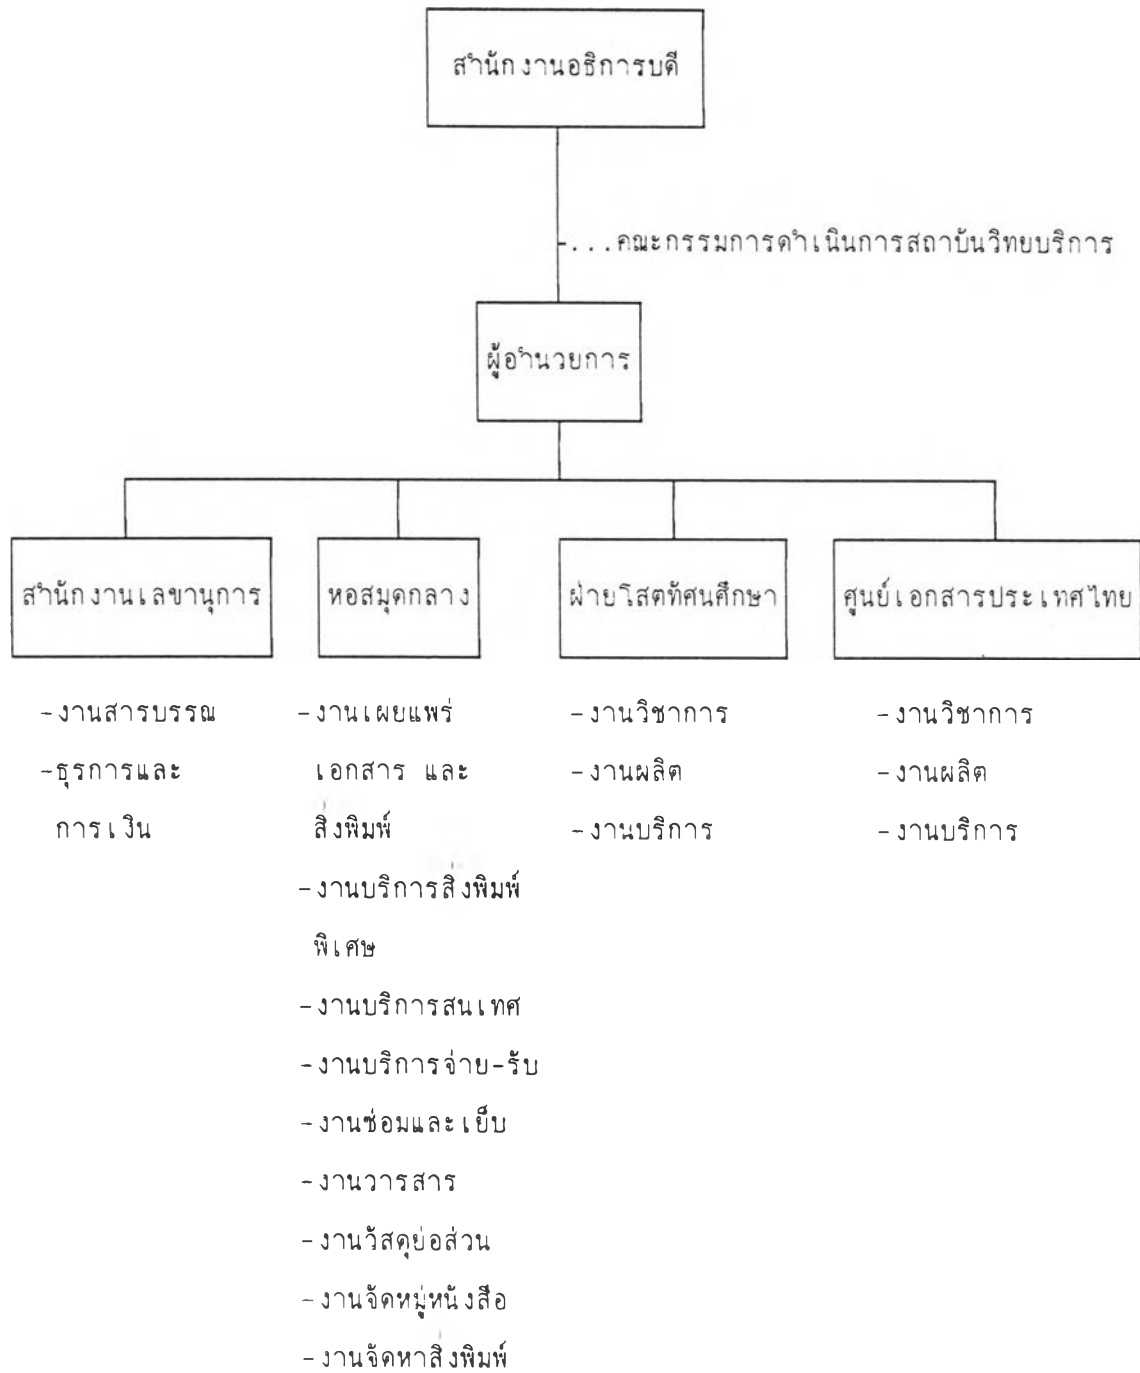 สำนักงานอธิการบดี
-...คณะกรรมการดำเนินการสถาบันวิทยบริการ
ผู้อำนวยการ
สำนักงานเลขานุการ
หอสมุดกลาง
ฝ่ายโสตทัศนศึกษา
ศูนย์เอกสารประเทศไทย
-งานสารบรรณ
-ธุรการและ
การเงิน
-งานเผยแพร่
เอกสาร และ
สิ่งพิมพ์
-งานบริการสิ่งพิมพ์
พิเศษ
-งานบริการสนเทศ
-งานบริการจ่าย-รับ
-งานซ่อมและเย็บ
-งานวารสาร
-งานวัสดุย่อส่วน
-งานจัดหมู่หนังสือ
-งานจัดหาสิ่งพิมพ์
-งานวิชาการ
-งานผลิต
-งานบริการ
-งานวิชาการ
-งานผลิต
-งานบริการ